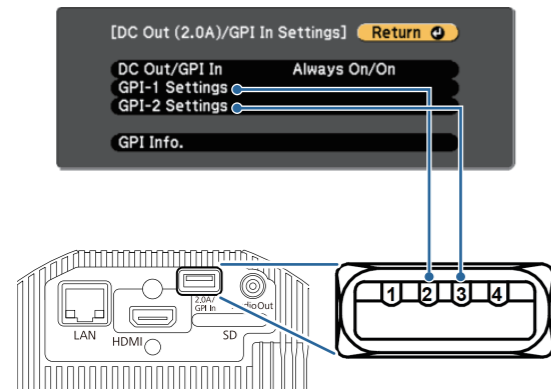 [DC Out (2.0A)/GPI In Settings] Return
DC Out/GPI In Always On/On
GPI-1 Settings
GPI-2 Settings
GPI Info.
1 2 3 4
2.0A/
GPI In
Out
LAN HDMI SD